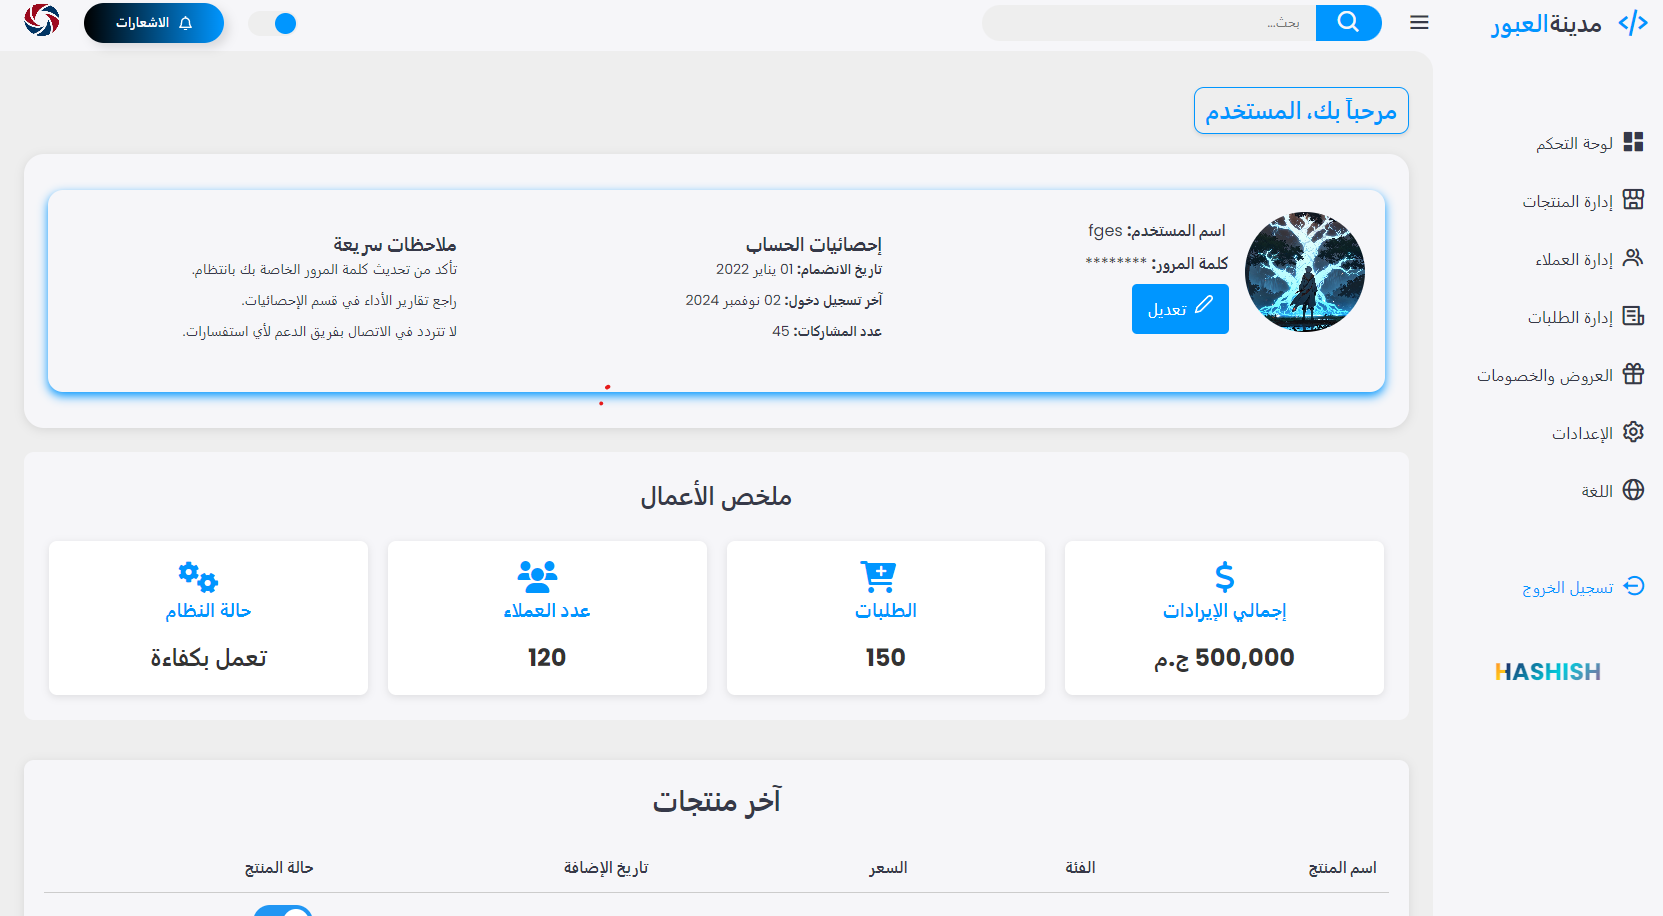 مدينةالعبور
بحث...
الاشعارات
لوحة التحكم
إدارة المنتجات
إدارة العملاء
إدارة الطلبات
العروض والخصومات
الإعدادات
اللغة
تسجيل الخروج
HASHISH
مرحباً بك، المستخدم
اسم المستخدم: fges
كلمة المرور: ********
تعديل
إحصائيات الحساب
تاريخ الانضمام: 01 يناير 2022
آخر تسجيل دخول: 02 نوفمبر 2024
عدد المشاركات: 45
ملاحظات سريعة
تأكد من تحديث كلمة المرور الخاصة بك بانتظام.
راجع تقارير الأداء في قسم الإحصائيات.
لا تتردد في الاتصال بفريق الدعم لأي استفسارات.
ملخص الأعمال
إجمالي الإيرادات
500,000 ج.م
الطلبات
150
عدد العملاء
120
حالة النظام
تعمل بكفاءة
آخر منتجات
اسم المنتج الفئة السعر تاريخ الإضافة حالة المنتج